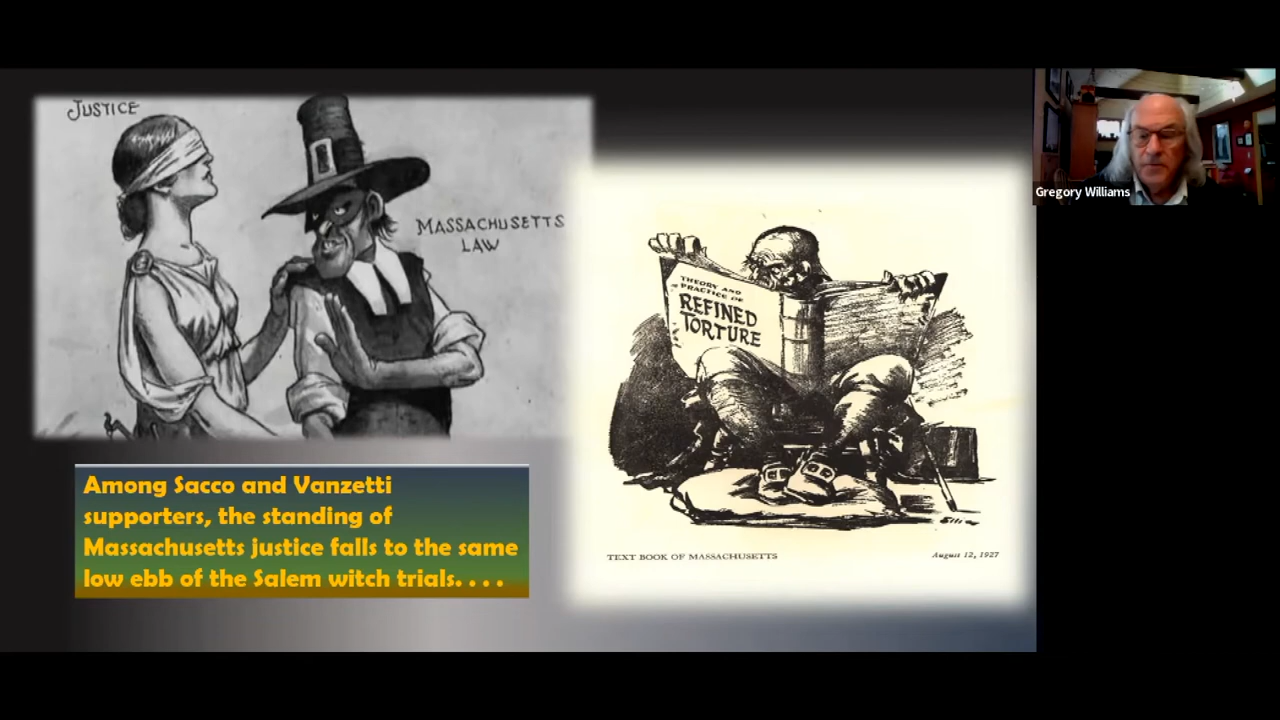 JUSTICE
MASSACHUSETTS
LAW
THEORY AND
PRACTICE OF
REFINED
TORTURE
TEXT BOOK OF MASSACHUSETTS
August 12, 1927
Among Sacco and Vanzetti
supporters, the standing of
Massachusetts justice falls to the same
low ebb of the Salem witch trials. . . .
Gregory Williams